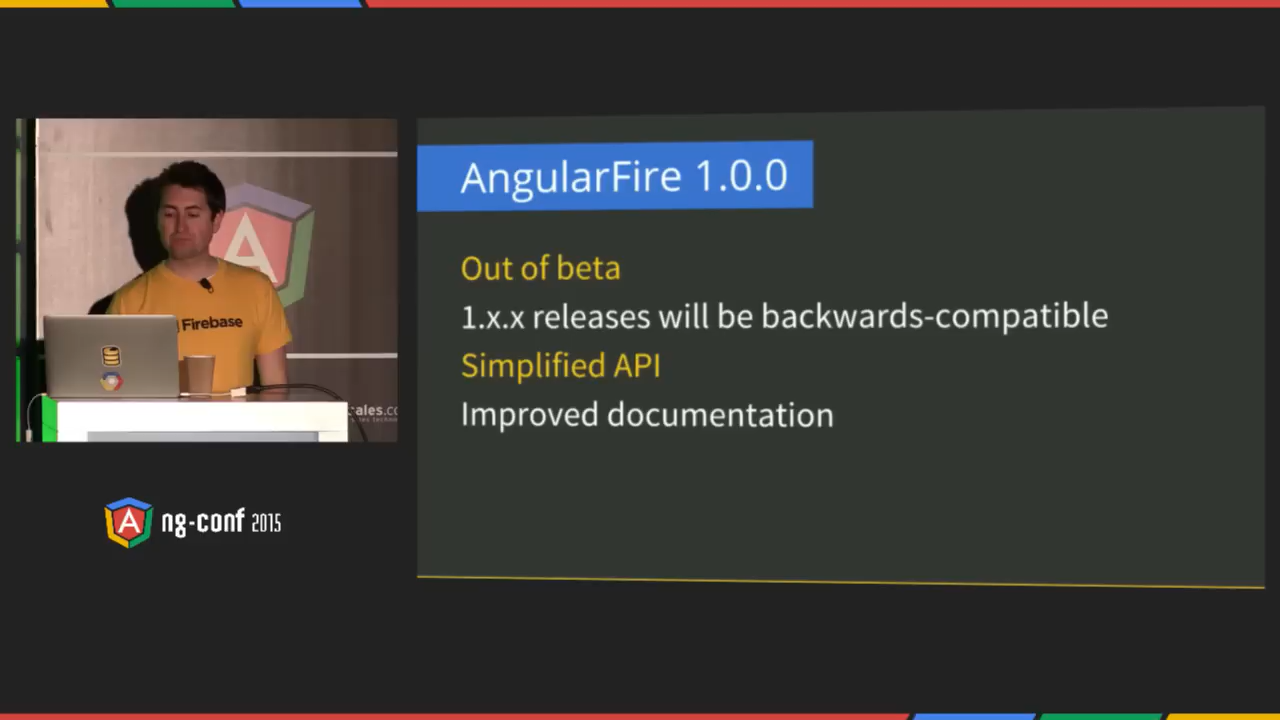 AngularFire 1.0.0
Out of beta
1.x.x releases will be backwards-compatible
Simplified API
Improved documentation
Firebase
A
A
ng-conf 2015